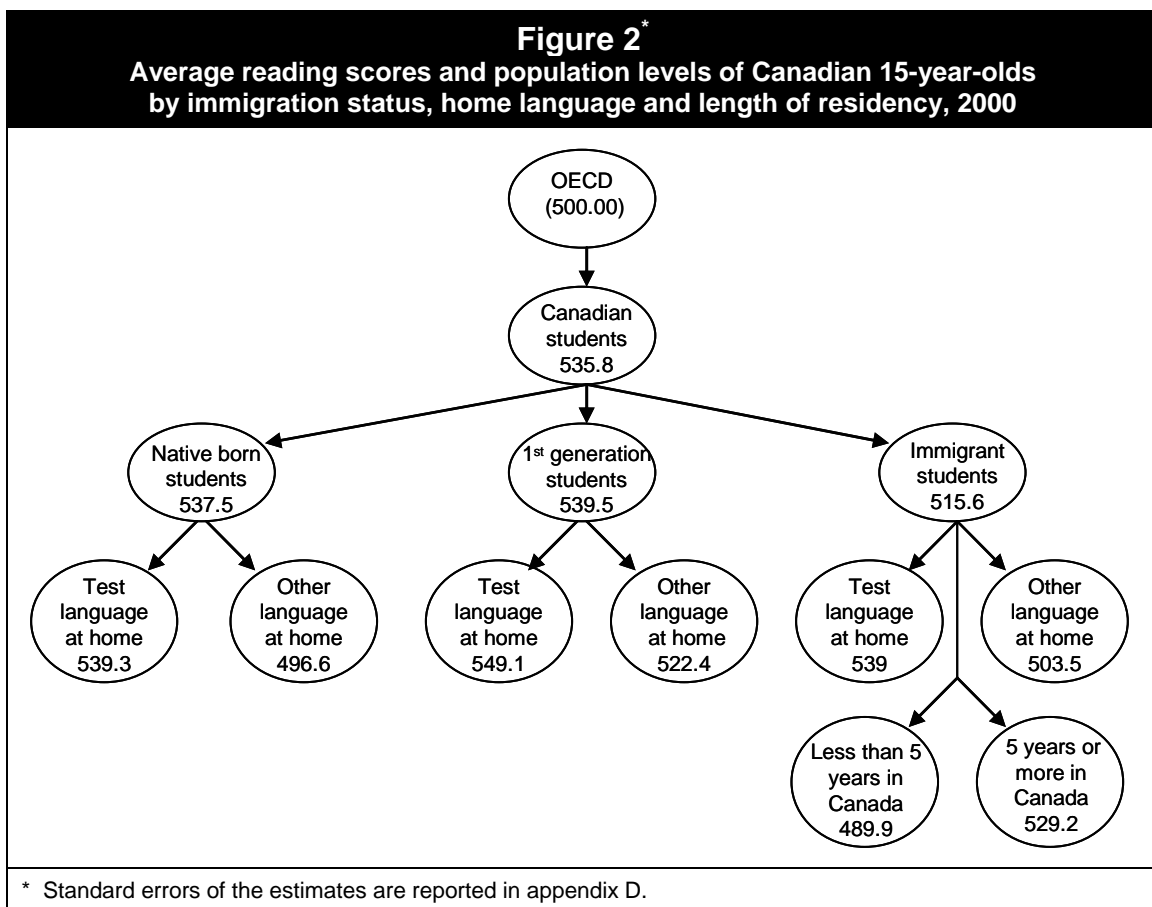 Figure 2*
Average reading scores and population levels of Canadian 15-year-olds
by immigration status, home language and length of residency, 2000
OECD
(500.00)
Canadian
students
535.8
Native born
students
537.5
1st generation
students
539.5
Immigrant
students
515.6
Test
language
at home
539.3
Other
language
at home
496.6
Test
language
at home
549.1
Other
language
at home
522.4
Test
language
at home
539
Other
language
at home
503.5
Less than 5
years in
Canada
489.9
5 years or
more in
Canada
529.2
* Standard errors of the estimates are reported in appendix D.